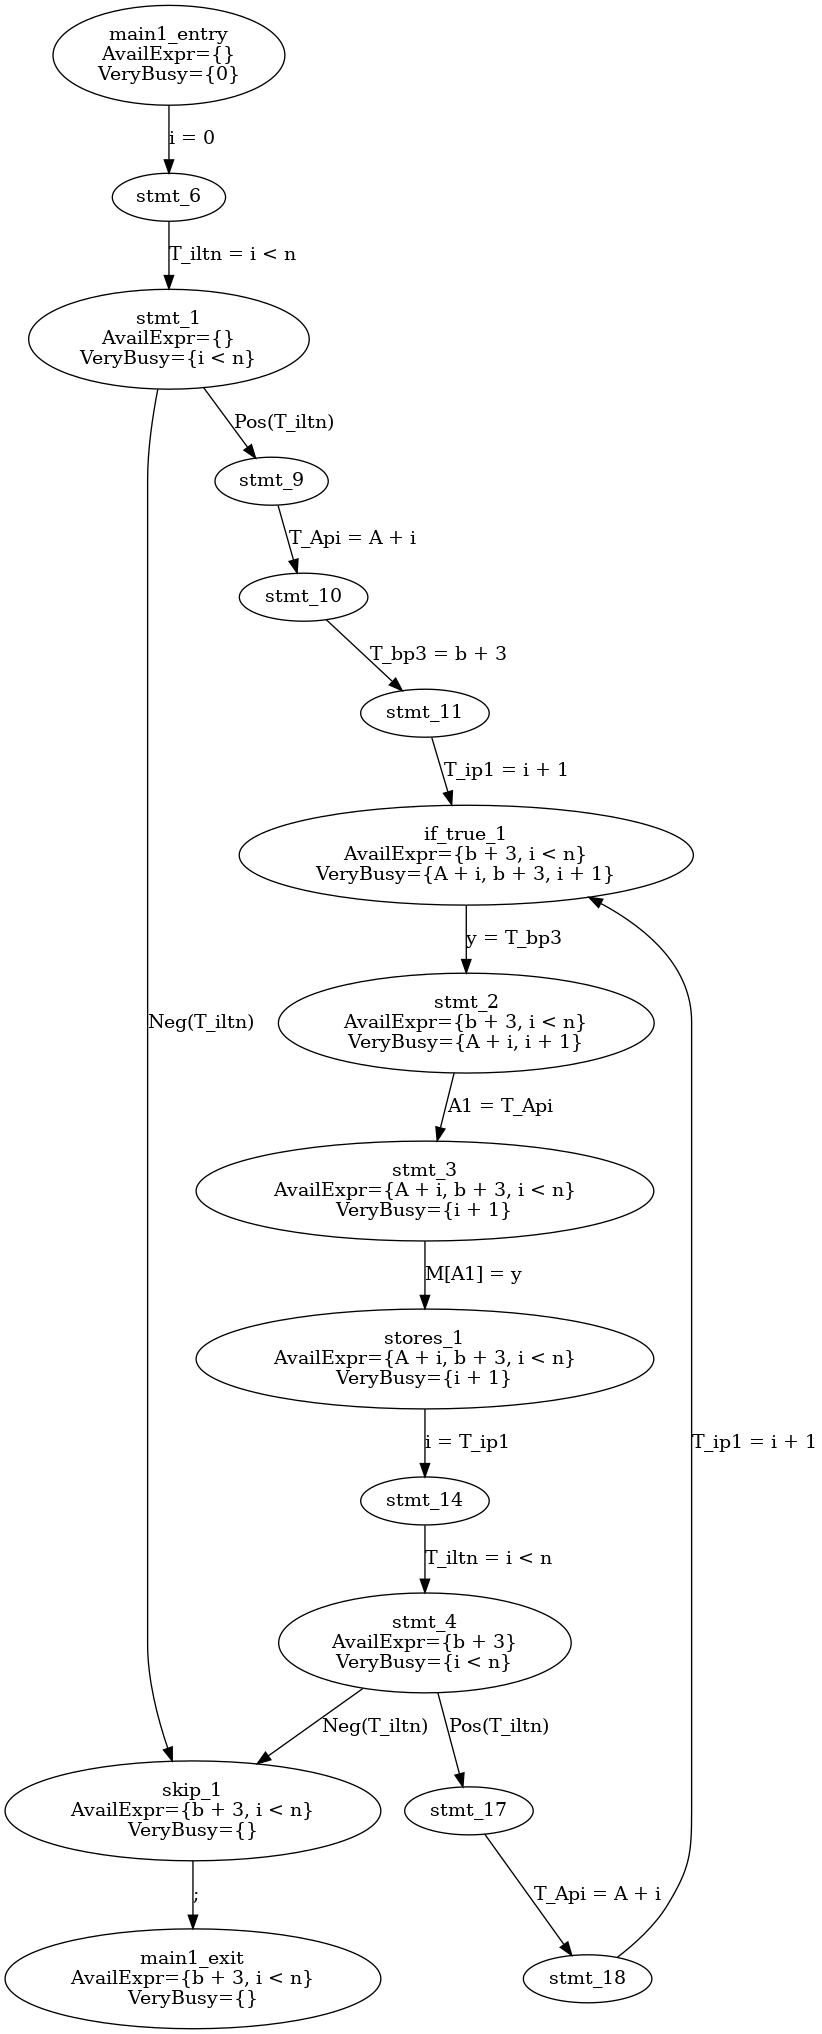 main1_entry
AvailExpr={}
VeryBusy={0}
i = 0
stmt_6
T_iltn = i < n
stmt_1
AvailExpr={}
VeryBusy={i < n}
Pos(T_iltn)
stmt_9
T_Api = A + i
stmt_10
T_bp3 = b + 3
stmt_11
T_ip1 = i + 1
if_true_1
AvailExpr={b + 3, i < n}
VeryBusy={A + i, b + 3, i + 1}
y = T_bp3
stmt_2
AvailExpr={b + 3, i < n}
VeryBusy={A + i, i + 1}
Neg(T_iltn)
A1 = T_Api
stmt_3
AvailExpr={A + i, b + 3, i < n}
VeryBusy={i + 1}
M[A1] = y
stores_1
AvailExpr={A + i, b + 3, i < n}
VeryBusy={i + 1}
i = T_ip1
T_ip1 = i + 1
stmt_14
T_iltn = i < n
stmt_4
AvailExpr={b + 3}
VeryBusy={i < n}
Neg(T_iltn)
Pos(T_iltn)
skip_1
AvailExpr={b + 3, i < n}
VeryBusy={}
stmt_17
;
T_Api = A + i
main1_exit
AvailExpr={b + 3, i < n}
VeryBusy={}
stmt_18